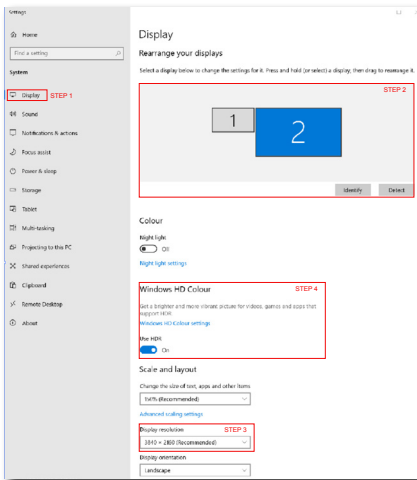 Settings
Home
Find a setting
System
Display STEP 1
Sound
Notifications & actions
Focus assist
Power & sleep
Storage
Tablet
Multi-tasking
Projecting to this PC
Shared experiences
Clipboard
Remote Desktop
About
Display
Rearrange your displays
Select a display below to change the settings for it. Press and hold (or select) a display, then drag to rearrange it.
STEP 2
1 2
Identify Detect
Colour
Night light
Off
Night light settings
Windows HD Colour STEP 4
Get a brighter and more vibrant picture for videos, games and apps that
support HDR.
Windows HD Colour settings
Use HDR
On
Scale and layout
Change the size of text, apps and other items
150% (Recommended)
Advanced scaling settings
Display resolution STEP 3
3840 × 2160 (Recommended)
Display orientation
Landscape